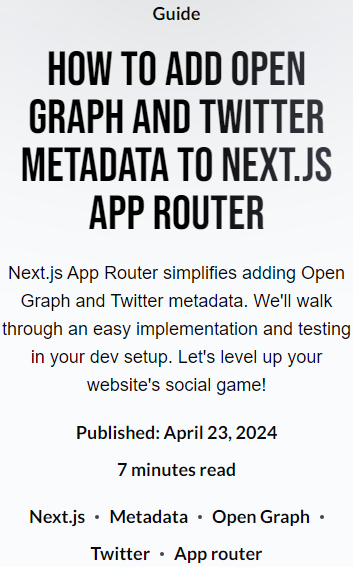 Guide
HOW TO ADD OPEN
GRAPH AND TWITTER
METADATA TO NEXT.JS
APP ROUTER
Next.js App Router simplifies adding Open
Graph and Twitter metadata. We'll walk
through an easy implementation and testing
in your dev setup. Let's level up your
website's social game!
Published: April 23, 2024
7 minutes read
Next.js • Metadata • Open Graph •
Twitter • App router